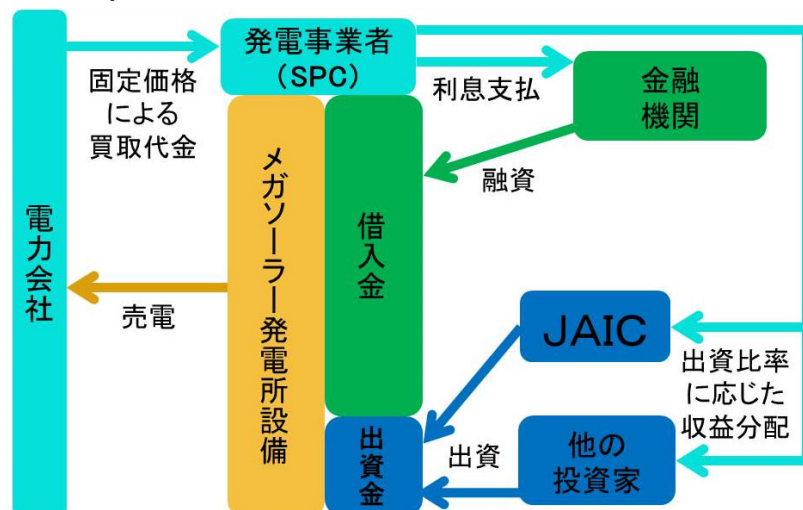 発電事業者
（SPC）
固定価格
による
買取代金
利息支払
金融
機関
融資
電力会社
メガソーラー発電所設備
借入金
売電
JAIC
出資比率
に応じた
収益分配
出資金
出資
他の
投資家